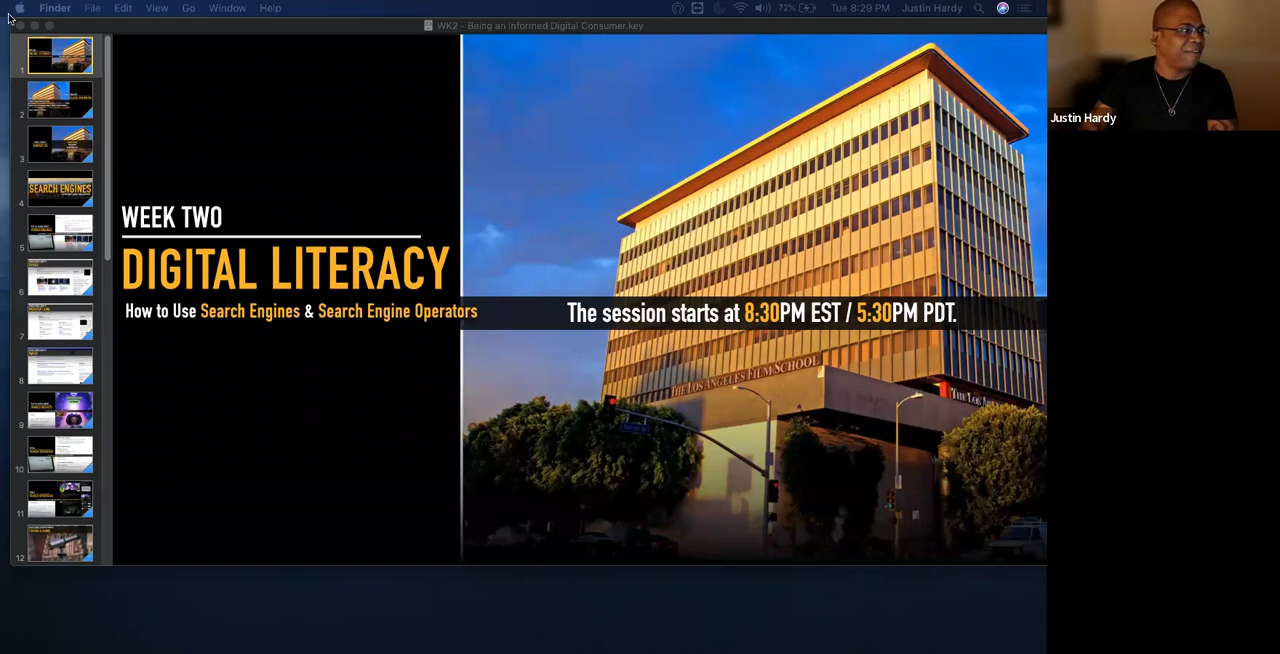 Finder File Edit View Go Window Help 72% Tue 8:29 PM Justin Hardy
WK2 - Being an Informed Digital Consumer.key
1
2
3
SEARCH ENGINES
4
5
6
7
8
9
10
11
12
WEEK TWO
DIGITAL LITERACY
How to Use Search Engines & Search Engine Operators
The session starts at 8:30PM EST / 5:30PM PDT.
THE LOS ANGELES FILM SCHOOL
THE LOS
Justin Hardy